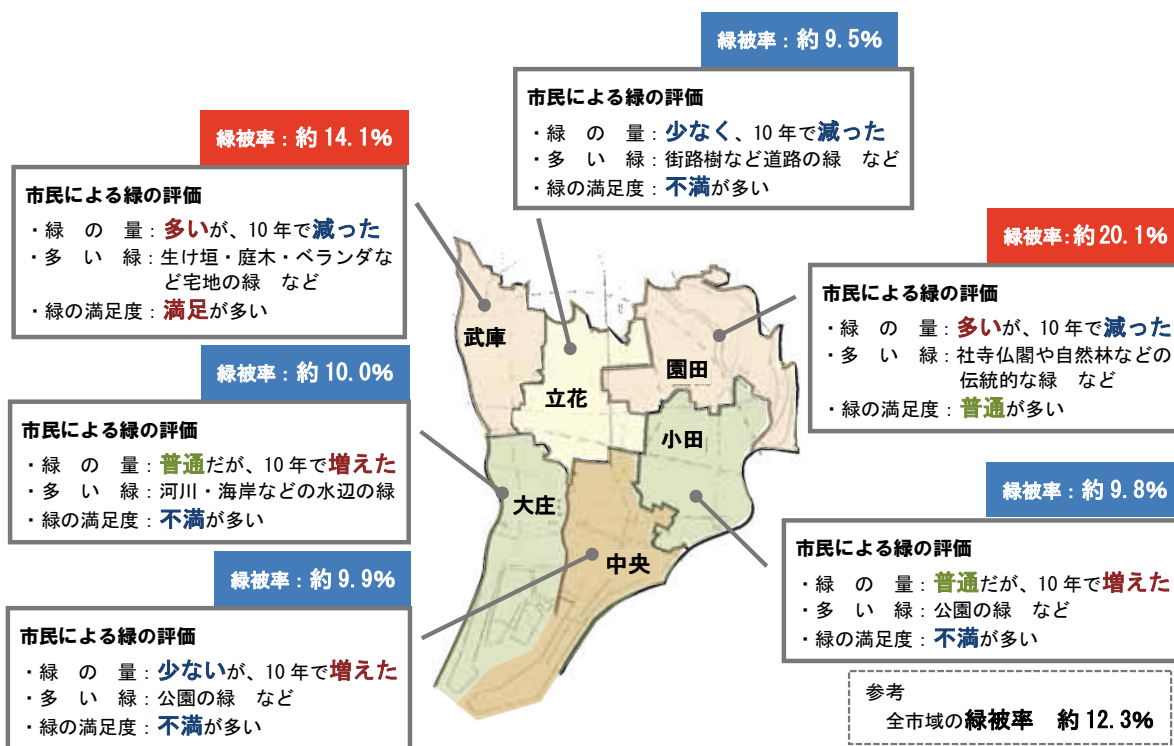 緑被率：約 9.5%
市民による緑の評価
・緑の量：少なく、10 年で減った
・多い緑：街路樹など道路の緑　など
・緑の満足度：不満が多い
緑被率：約 14.1%
市民による緑の評価
・緑の量：多いが、10 年で減った
・多い緑：生け垣・庭木・ベランダな
ど宅地の緑　など
・緑の満足度：満足が多い
緑被率：約 20.1%
市民による緑の評価
・緑の量：多いが、10 年で減った
・多い緑：社寺仏閣や自然林などの
伝統的な緑　など
・緑の満足度：普通が多い
緑被率：約 10.0%
市民による緑の評価
・緑の量：普通だが、10 年で増えた
・多い緑：河川・海岸などの水辺の緑
・緑の満足度：不満が多い
武庫
立花
園田
小田
大庄
中央
緑被率：約 9.8%
市民による緑の評価
・緑の量：普通だが、10 年で増えた
・多い緑：公園の緑　など
・緑の満足度：不満が多い
緑被率：約 9.9%
市民による緑の評価
・緑の量：少ないが、10 年で増えた
・多い緑：公園の緑　など
・緑の満足度：不満が多い
参考
全市域の緑被率　約 12.3%